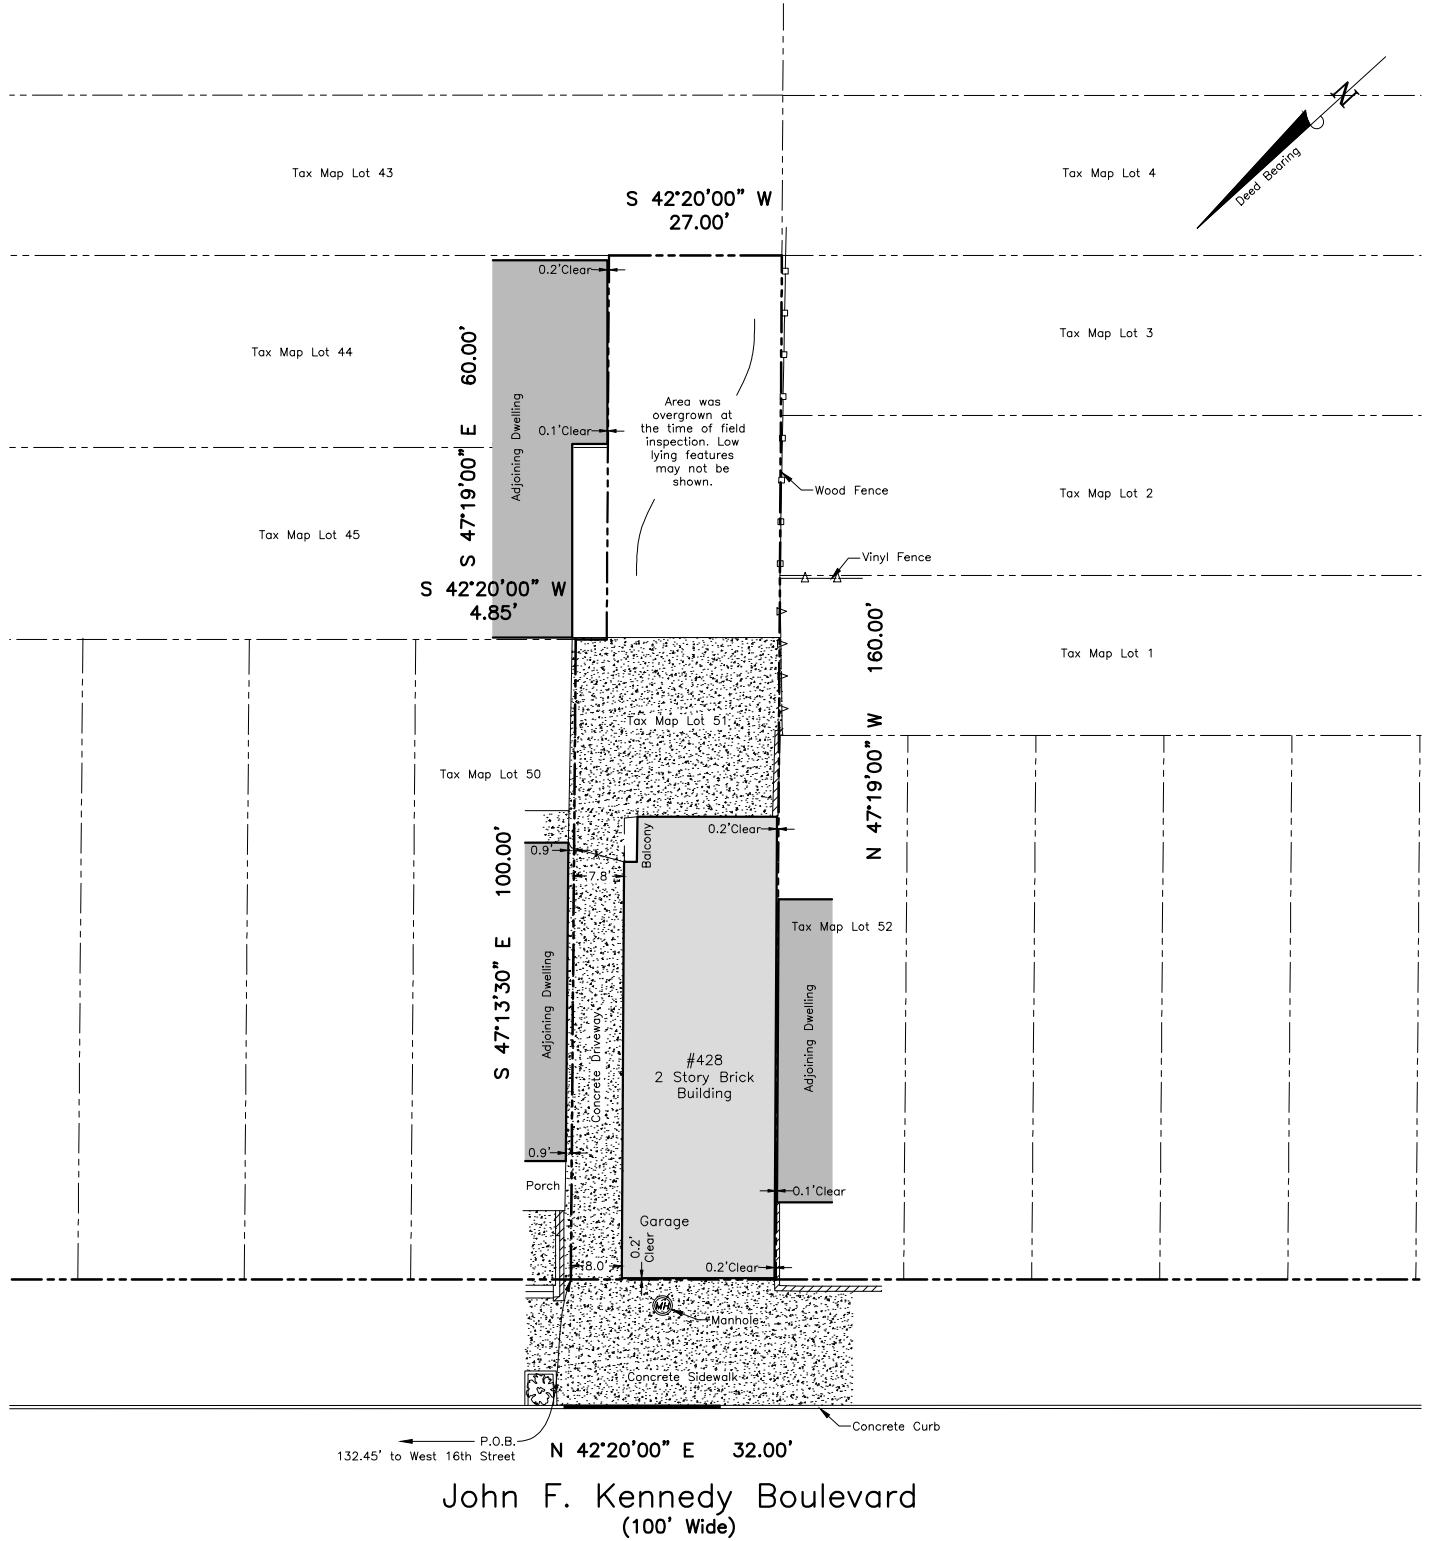 N
Deed Bearing
Tax Map Lot 43
Tax Map Lot 4
S 42°20'00" W
27.00'
0.2'Clear
Tax Map Lot 44
S 47°19'00" E 60.00'
Adjoining Dwelling
Tax Map Lot 3
Area was
overgrown at
the time of field
inspection. Low
lying features
may not be
shown.
0.1'Clear
Wood Fence
Tax Map Lot 2
Tax Map Lot 45
Vinyl Fence
S 42°20'00" W
4.85'
N 47°19'00" W 160.00'
Tax Map Lot 1
Tax Map Lot 51
Tax Map Lot 50
0.2'Clear
Balcony
0.9'
7.8'
S 47°13'30" E 100.00'
Tax Map Lot 52
Adjoining Dwelling
Concrete Driveway
Adjoining Dwelling
#428
2 Story Brick
Building
0.9'
Porch
0.1'Clear
Garage
0.2'
Clear
8.0'
0.2'Clear
MH
Manhole
Concrete Sidewalk
Concrete Curb
P.O.B.
132.45' to West 16th Street
N 42°20'00" E 32.00'
John F. Kennedy Boulevard
(100' Wide)